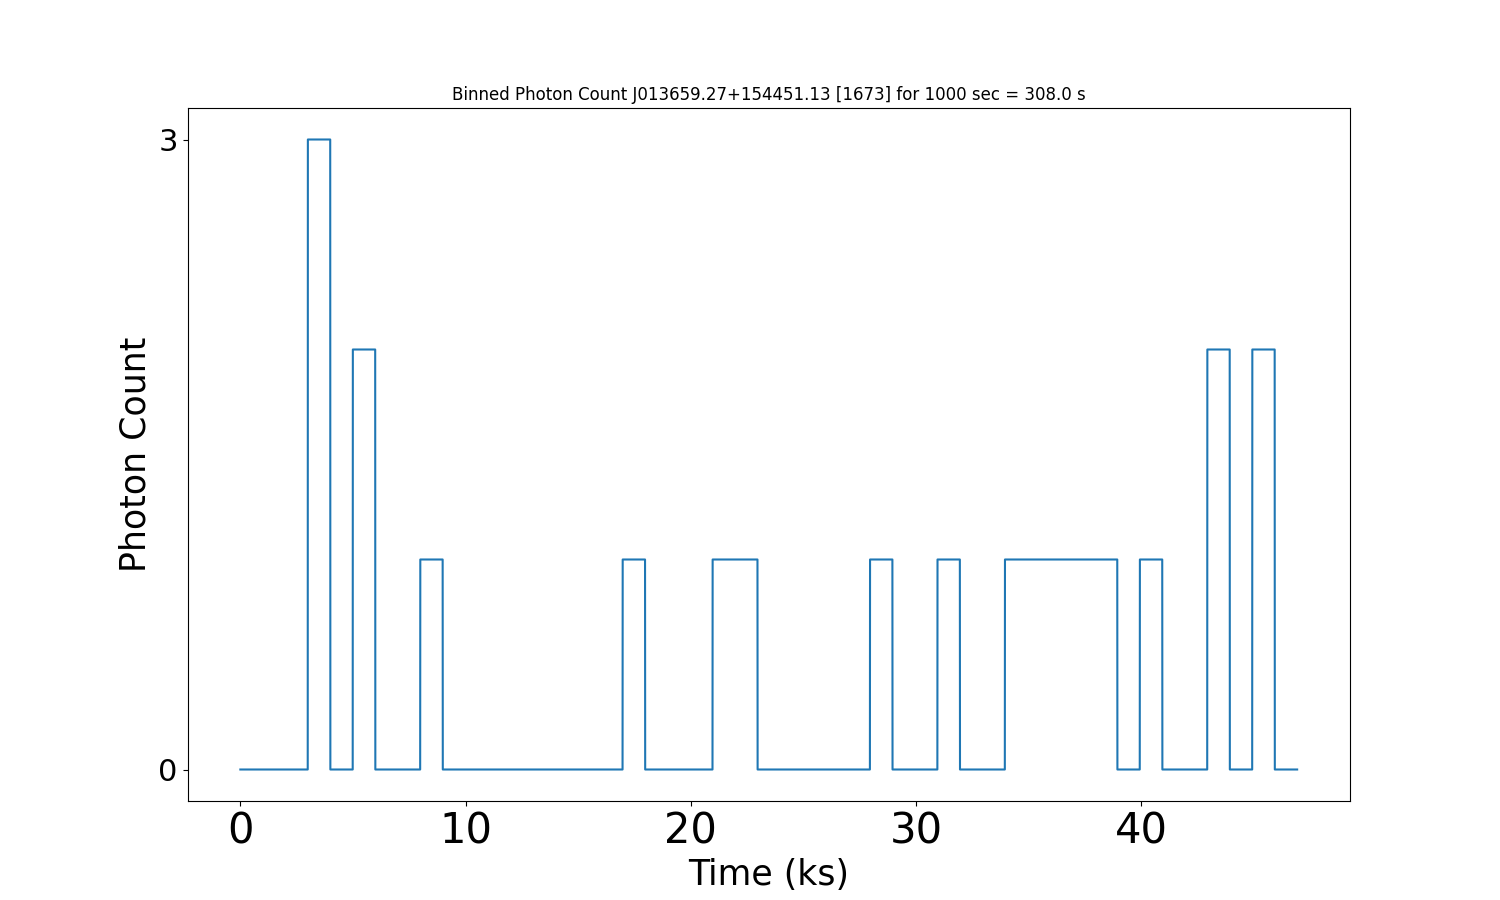 Binned Photon Count J013659.27+154451.13 [1673] for 1000 sec = 308.0 s
3
Photon Count
0
0 10 20 30 40
Time (ks)